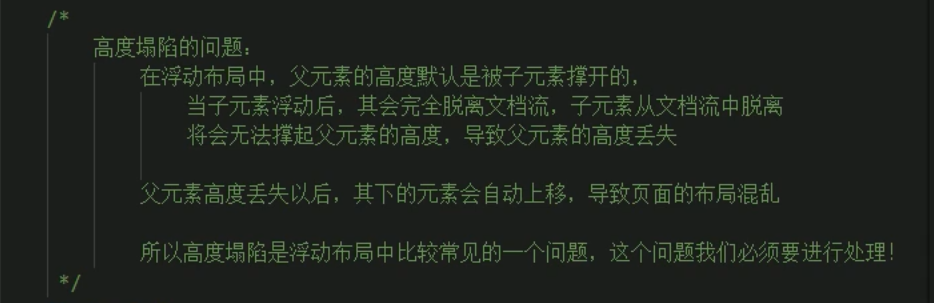 /*
高度塌陷的问题：
在浮动布局中，父元素的高度默认是被子元素撑开的，
当子元素浮动后，其会完全脱离文档流，子元素从文档流中脱离
将会无法撑起父元素的高度，导致父元素的高度丢失
父元素高度丢失以后，其下的元素会自动上移，导致页面的布局混乱
所以高度塌陷是浮动布局中比较常见的一个问题，这个问题我们必须要进行处理！
*/